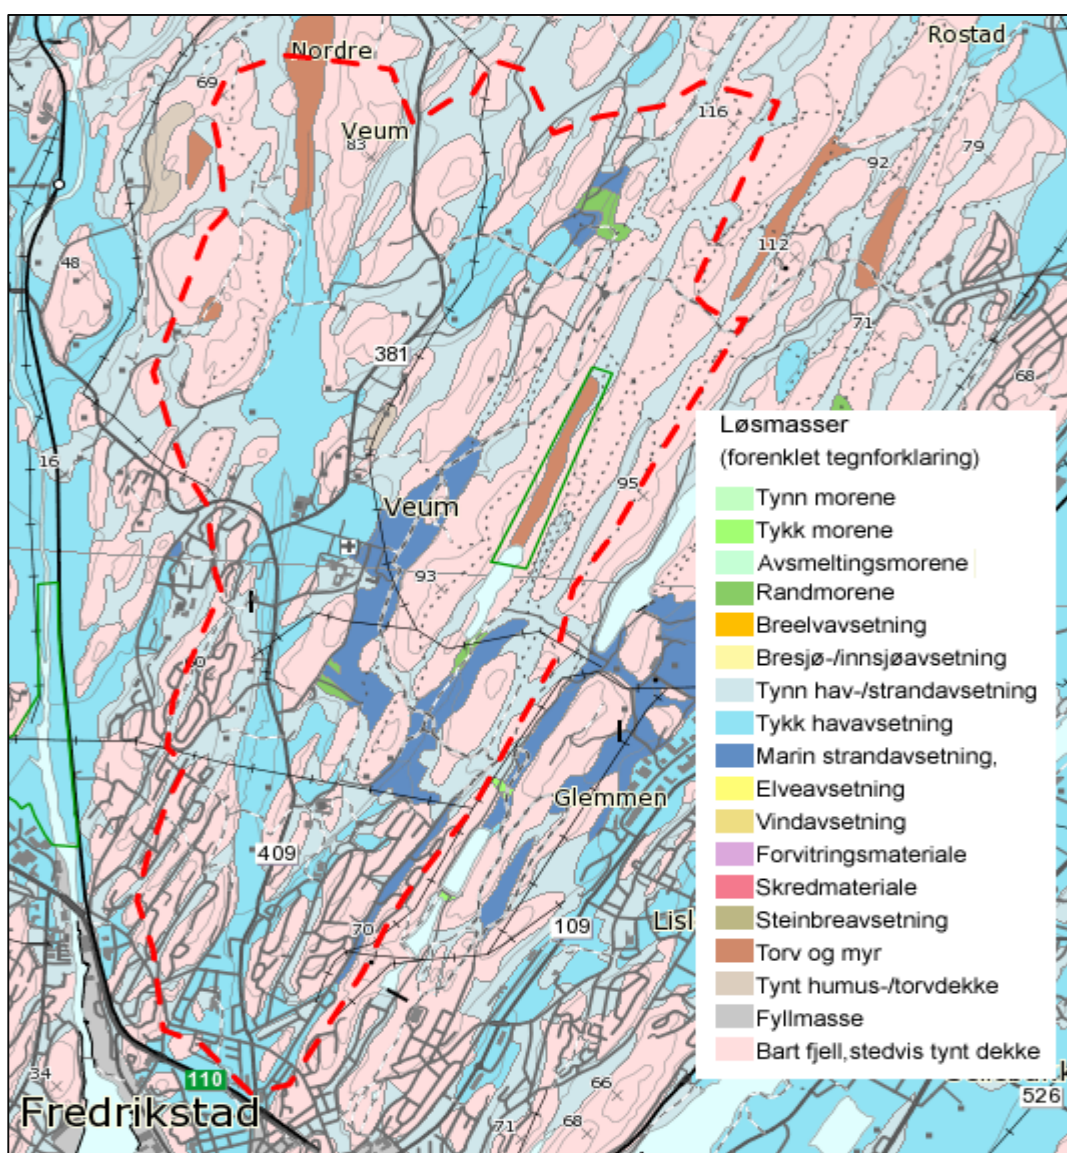 Rostad
Nordre
69
116
Veum
83
79
92
112
48
71
381
68
Løsmasser
(forenklet tegnforklaring)
16
95
Tynn morene
Veum
Tykk morene
Avsmeltingsmorene
93
Randmorene
Breelvavsetning
Bresjø-/innsjøavsetning
60
Tynn hav-/strandavsetning
Tykk havavsetning
Marin strandavsetning,
Glemmen
Elveavsetning
Vindavsetning
409
Forvitringsmateriale
Skredmateriale
70
109
Lisl
Steinbreavsetning
Torv og myr
Tynt humus-/torvdekke
Fyllmasse
Bart fjell,stedvis tynt dekke
34
110
66
526
Fredrikstad
71
68